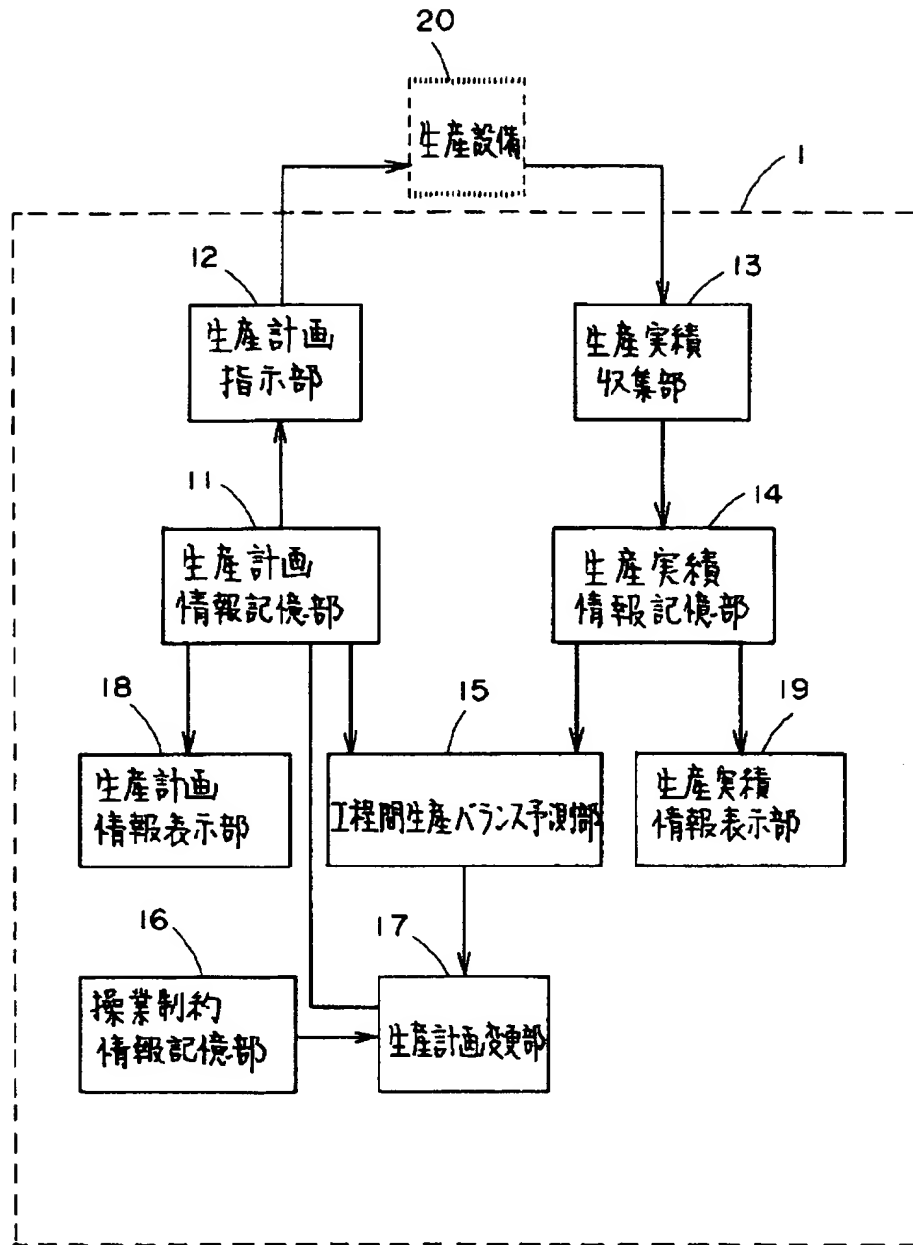 20
生産設備
1
12
生産計画
指示部
13
生産実積
収集部
11
生産計画
情報記憶部
14
生産実積
情報記憶部
18
生産計画
情報表示部
15
工程間生産バランス予測部
19
生産実積
情報表示部
16
操業制約
情報記憶部
17
生産計画変更部